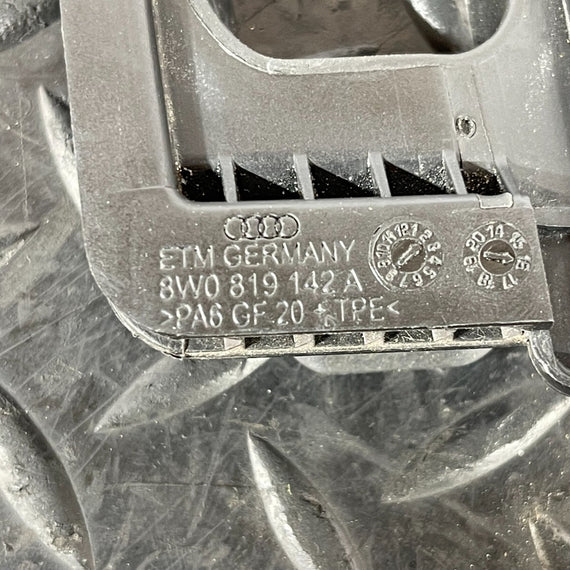 ETM GERMANY
8W0 819 142 A
>PA6 GF 20 + TPE<